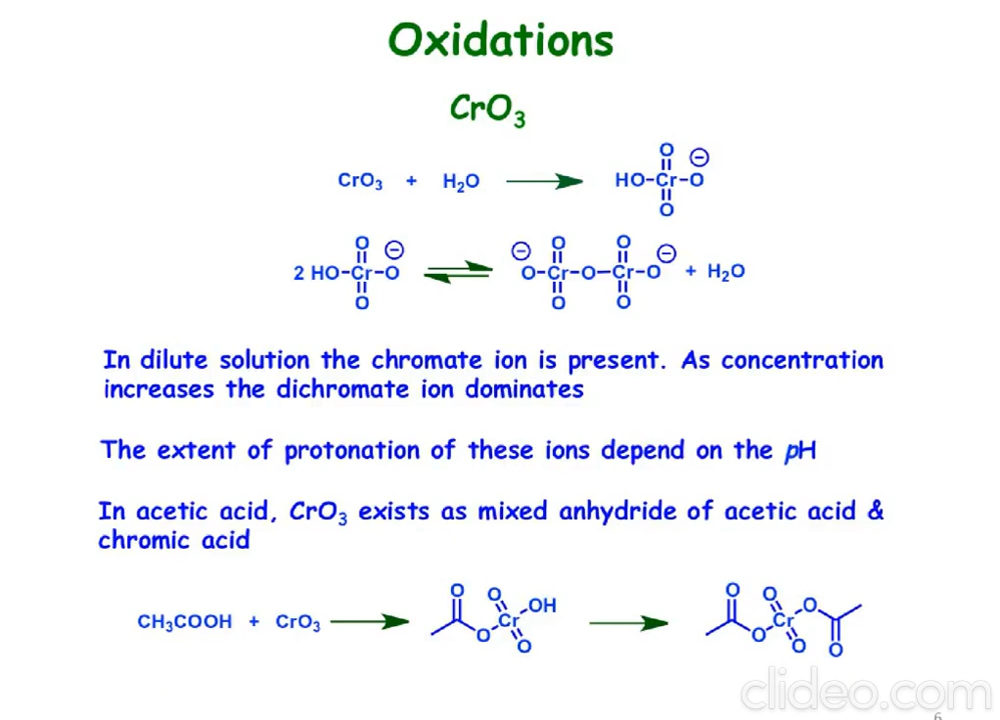 Oxidations
CrO3
CrO3 + H2O HO-Cr-O O O
2 HO-Cr-O O O O-Cr-O-Cr-O O O O O + H2O
In dilute solution the chromate ion is present. As concentration
increases the dichromate ion dominates
The extent of protonation of these ions depend on the pH
In acetic acid, CrO3 exists as mixed anhydride of acetic acid &
chromic acid
CH3COOH + CrO3 O O OH Cr O O O O O Cr O O O
clideo.com
6